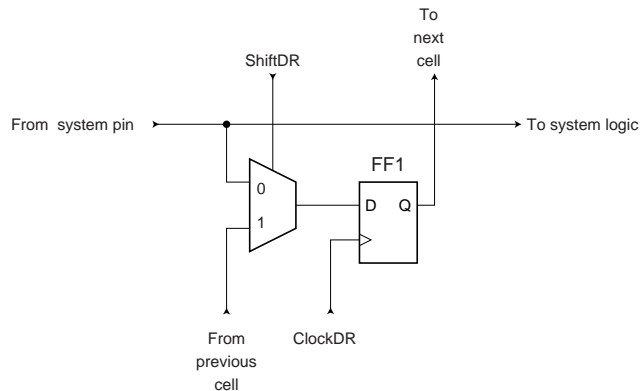 To
next
cell
ShiftDR
From system pin
To system logic
FF1
0
D Q
1
From
previous
cell
ClockDR